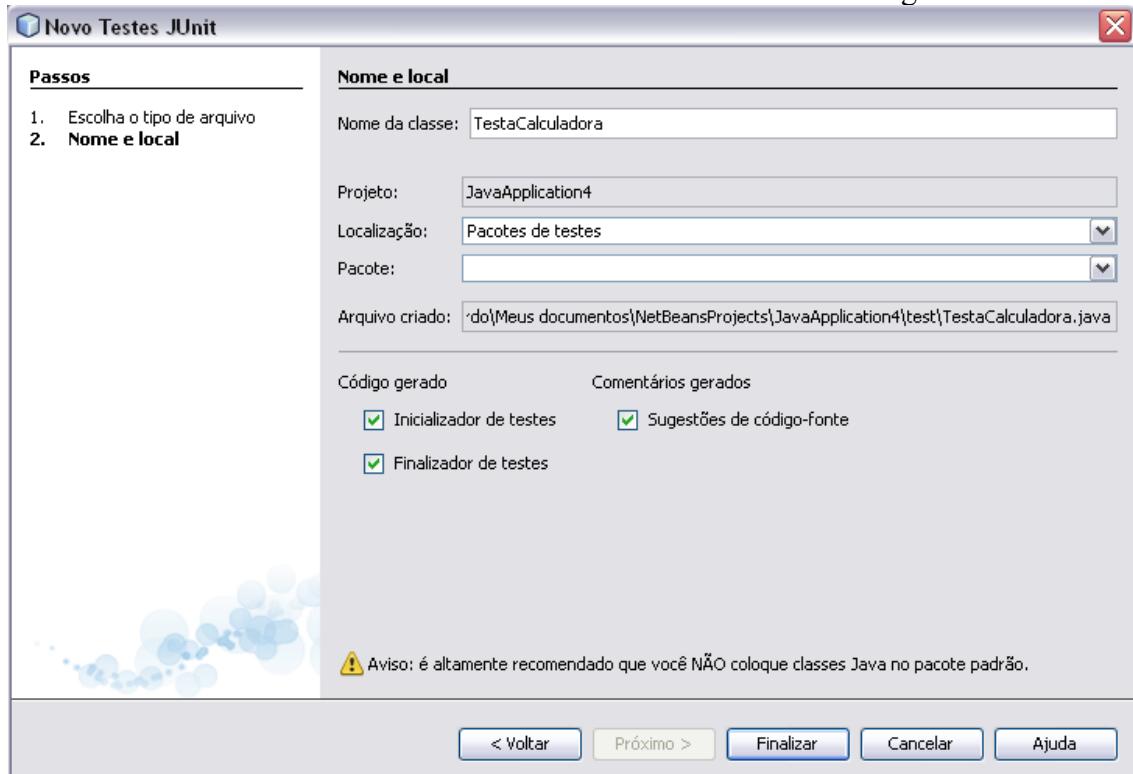 Novo Testes JUnit
Passos
1. Escolha o tipo de arquivo
2. Nome e local
Nome e local
Nome da classe: TestaCalculadora
Projeto: JavaApplication4
Localização: Pacotes de testes
Pacote:
Arquivo criado: do\Meus documentos\NetBeansProjects\JavaApplication4\test\TestaCalculadora.java
Código gerado Comentários gerados
Inicializador de testes Sugestões de código-fonte
Finalizador de testes
Aviso: é altamente recomendado que você NÃO coloque classes Java no pacote padrão.
< Voltar Próximo > Finalizar Cancelar Ajuda